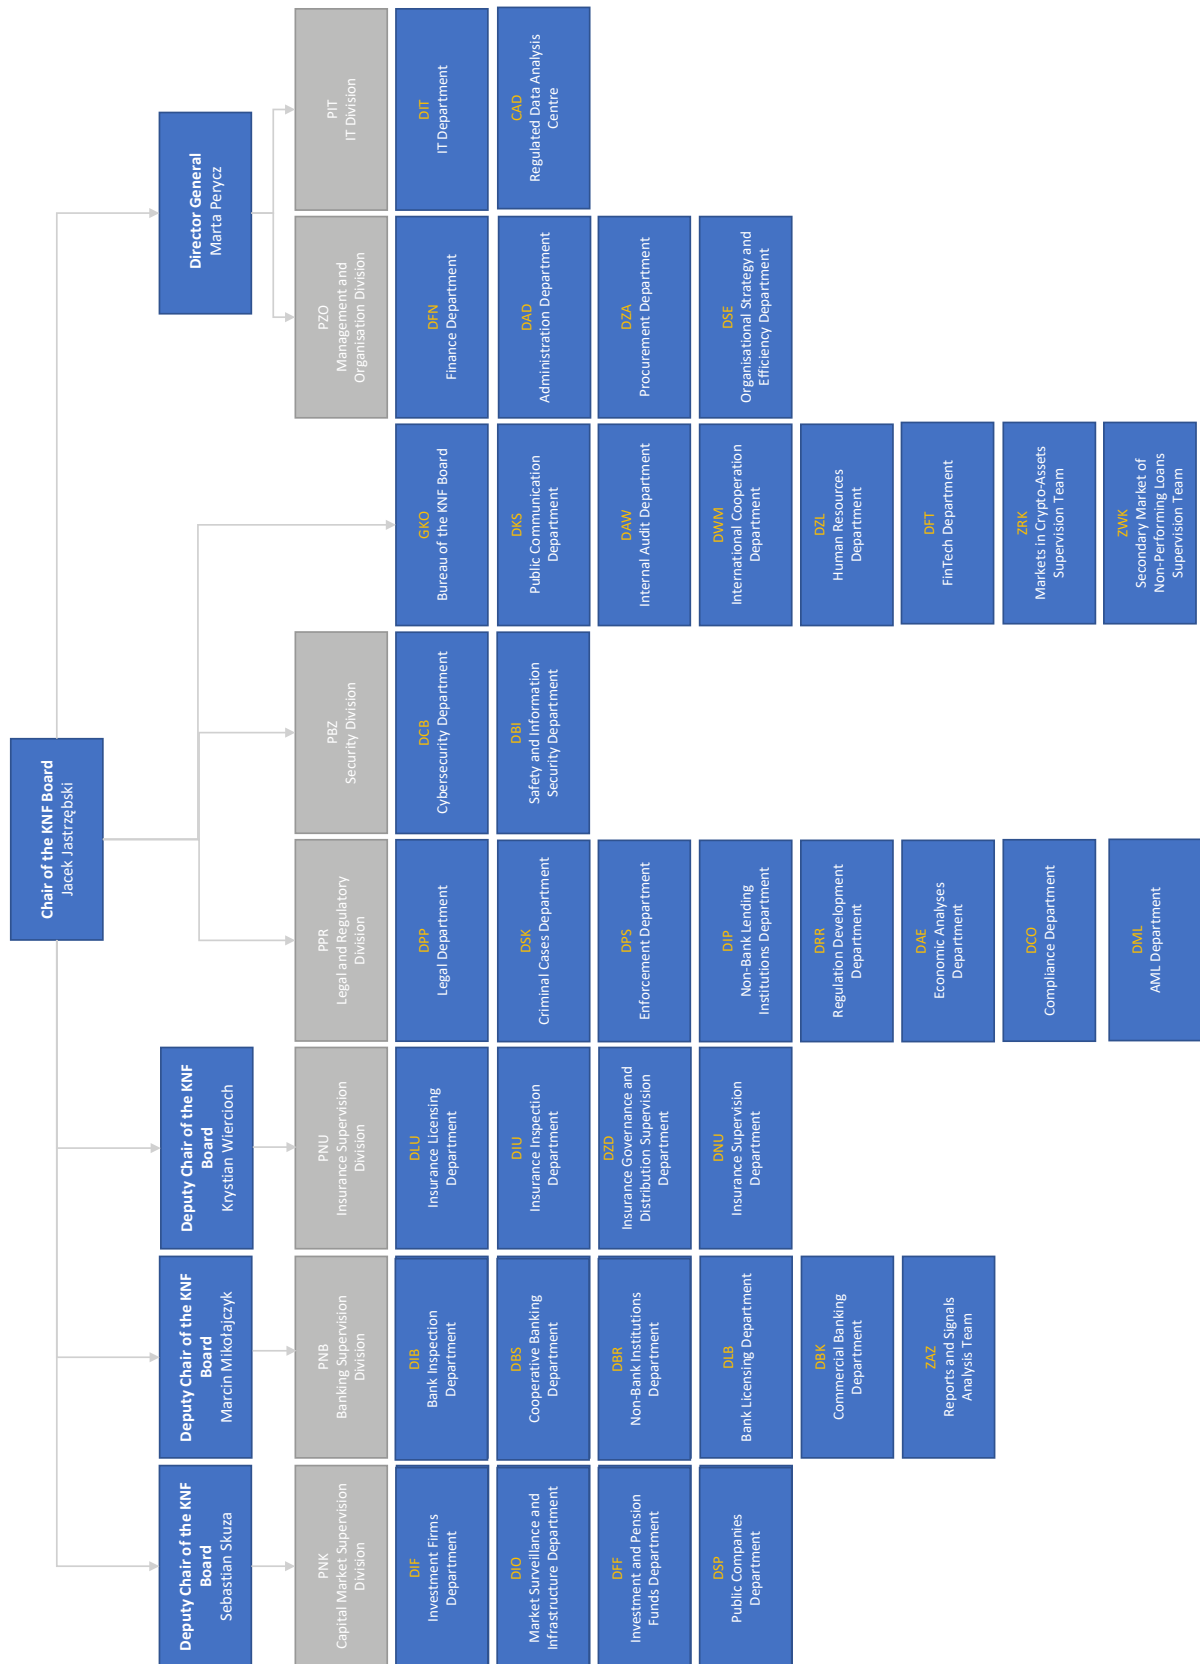 Chair of the KNF Board
Jacek Jastrzębski
Deputy Chair of the KNF
Board
Sebastian Skuza
Deputy Chair of the KNF
Board
Marcin Mikołajczyk
Deputy Chair of the KNF
Board
Krystian Wiercioch
Director General
Marta Perycz
PNK
Capital Market Supervision
Division
PNB
Banking Supervision
Division
PNU
Insurance Supervision
Division
PPR
Legal and Regulatory
Division
PBZ
Security Division
PZO
Management and
Organisation Division
PIT
IT Division
DIF
Investment Firms
Department
DIB
Bank Inspection
Department
DLU
Insurance Licensing
Department
DPP
Legal Department
DCB
Cybersecurity Department
GKO
Bureau of the KNF Board
DFN
Finance Department
DIT
IT Department
DIO
Market Surveillance and
Infrastructure Department
DBS
Cooperative Banking
Department
DIU
Insurance Inspection
Department
DSK
Criminal Cases Department
DBI
Safety and Information
Security Department
DKS
Public Communication
Department
DAD
Administration Department
CAD
Regulated Data Analysis
Centre
DFF
Investment and Pension
Funds Department
DBR
Non-Bank Institutions
Department
DZD
Insurance Governance and
Distribution Supervision
Department
DPS
Enforcement Department
DAW
Internal Audit Department
DZA
Procurement Department
DSP
Public Companies
Department
DLB
Bank Licensing Department
DNU
Insurance Supervision
Department
DIP
Non-Bank Lending
Institutions Department
DWM
International Cooperation
Department
DSE
Organisational Strategy and
Efficiency Department
DBK
Commercial Banking
Department
DRR
Regulation Development
Department
DZL
Human Resources
Department
ZAZ
Reports and Signals
Analysis Team
DAE
Economic Analyses
Department
DFT
FinTech Department
DCO
Compliance Department
ZRK
Markets in Crypto-Assets
Supervision Team
DML
AML Department
ZWK
Secondary Market of
Non-Performing Loans
Supervision Team